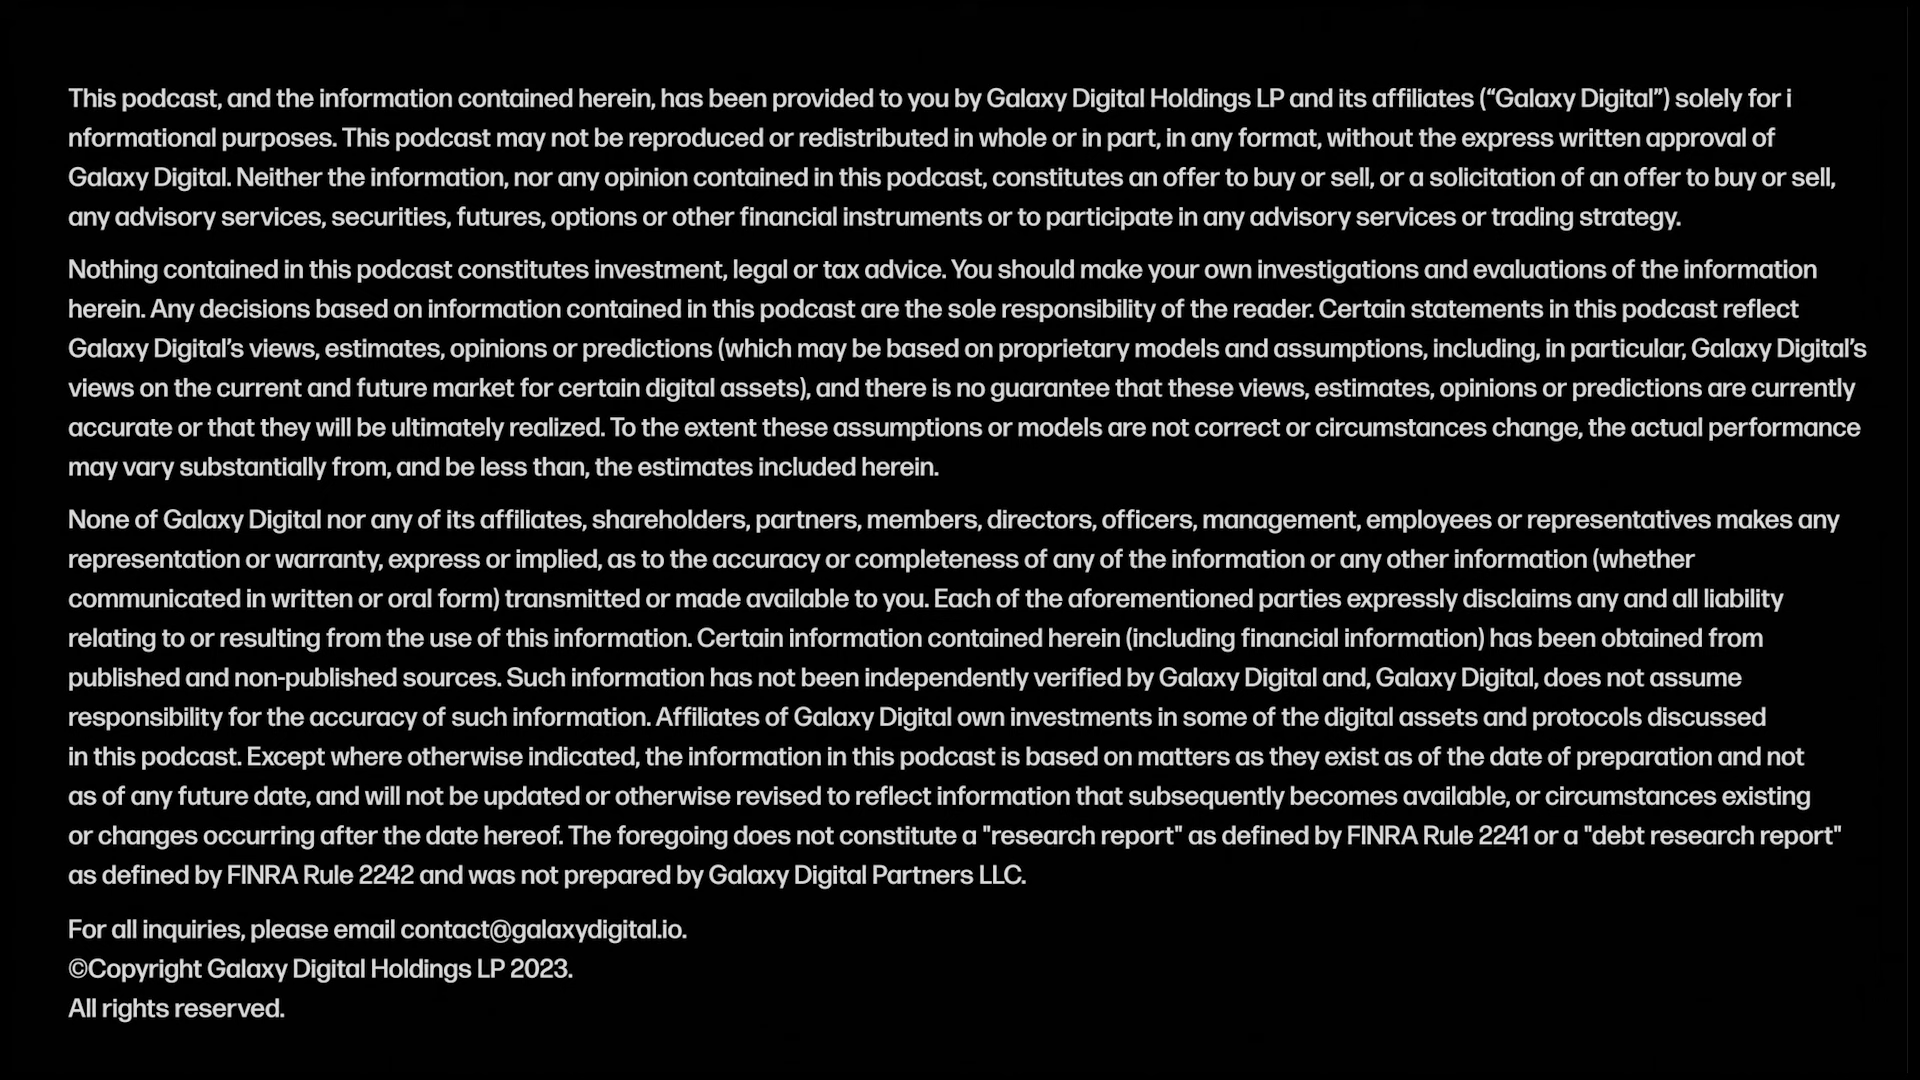 This podcast, and the information contained herein, has been provided to you by Galaxy Digital Holdings LP and its affiliates (“Galaxy Digital”) solely for i
nformational purposes. This podcast may not be reproduced or redistributed in whole or in part, in any format, without the express written approval of
Galaxy Digital. Neither the information, nor any opinion contained in this podcast, constitutes an offer to buy or sell, or a solicitation of an offer to buy or sell,
any advisory services, securities, futures, options or other financial instruments or to participate in any advisory services or trading strategy.
Nothing contained in this podcast constitutes investment, legal or tax advice. You should make your own investigations and evaluations of the information
herein. Any decisions based on information contained in this podcast are the sole responsibility of the reader. Certain statements in this podcast reflect
Galaxy Digital’s views, estimates, opinions or predictions (which may be based on proprietary models and assumptions, including, in particular, Galaxy Digital’s
views on the current and future market for certain digital assets), and there is no guarantee that these views, estimates, opinions or predictions are currently
accurate or that they will be ultimately realized. To the extent these assumptions or models are not correct or circumstances change, the actual performance
may vary substantially from, and be less than, the estimates included herein.
None of Galaxy Digital nor any of its affiliates, shareholders, partners, members, directors, officers, management, employees or representatives makes any
representation or warranty, express or implied, as to the accuracy or completeness of any of the information or any other information (whether
communicated in written or oral form) transmitted or made available to you. Each of the aforementioned parties expressly disclaims any and all liability
relating to or resulting from the use of this information. Certain information contained herein (including financial information) has been obtained from
published and non-published sources. Such information has not been independently verified by Galaxy Digital and, Galaxy Digital, does not assume
responsibility for the accuracy of such information. Affiliates of Galaxy Digital own investments in some of the digital assets and protocols discussed
in this podcast. Except where otherwise indicated, the information in this podcast is based on matters as they exist as of the date of preparation and not
as of any future date, and will not be updated or otherwise revised to reflect information that subsequently becomes available, or circumstances existing
or changes occurring after the date hereof. The foregoing does not constitute a "research report" as defined by FINRA Rule 2241 or a "debt research report"
as defined by FINRA Rule 2242 and was not prepared by Galaxy Digital Partners LLC.
For all inquiries, please email contact@galaxydigital.io.
©Copyright Galaxy Digital Holdings LP 2023.
All rights reserved.